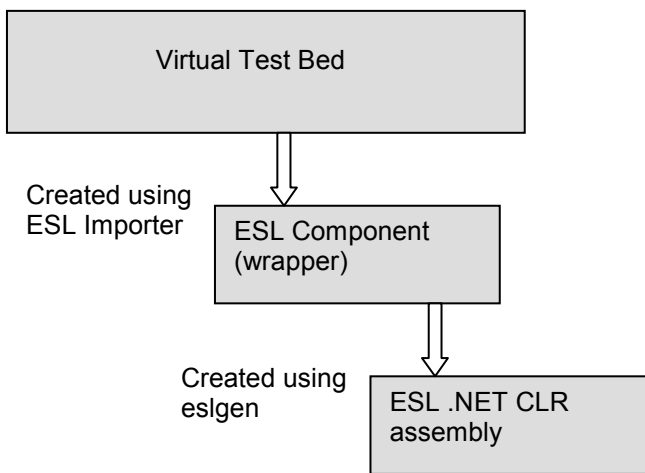 Virtual Test Bed
Created using
ESL Importer
ESL Component
(wrapper)
Created using
eslgen
ESL .NET CLR
assembly